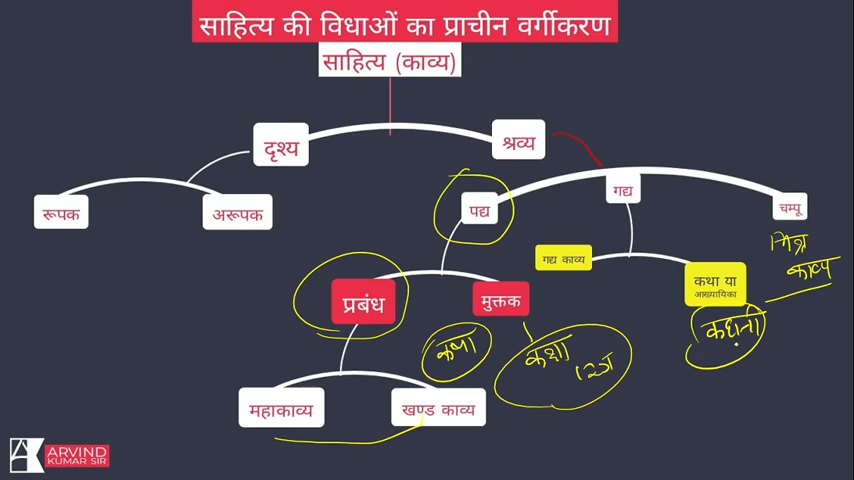 साहित्य की विधाओं का प्राचीन वर्गीकरण
साहित्य (काव्य)
दृश्य
श्रव्य
रूपक
अरूपक
पद्य
गद्य
चम्पू
मिश्र
काव्य
गद्य काव्य
कथा या
आख्यायिका
कहानी
प्रबंध
मुक्तक
कथा
कथा
महाकाव्य
खण्ड काव्य
ARVIND
KUMAR SIR